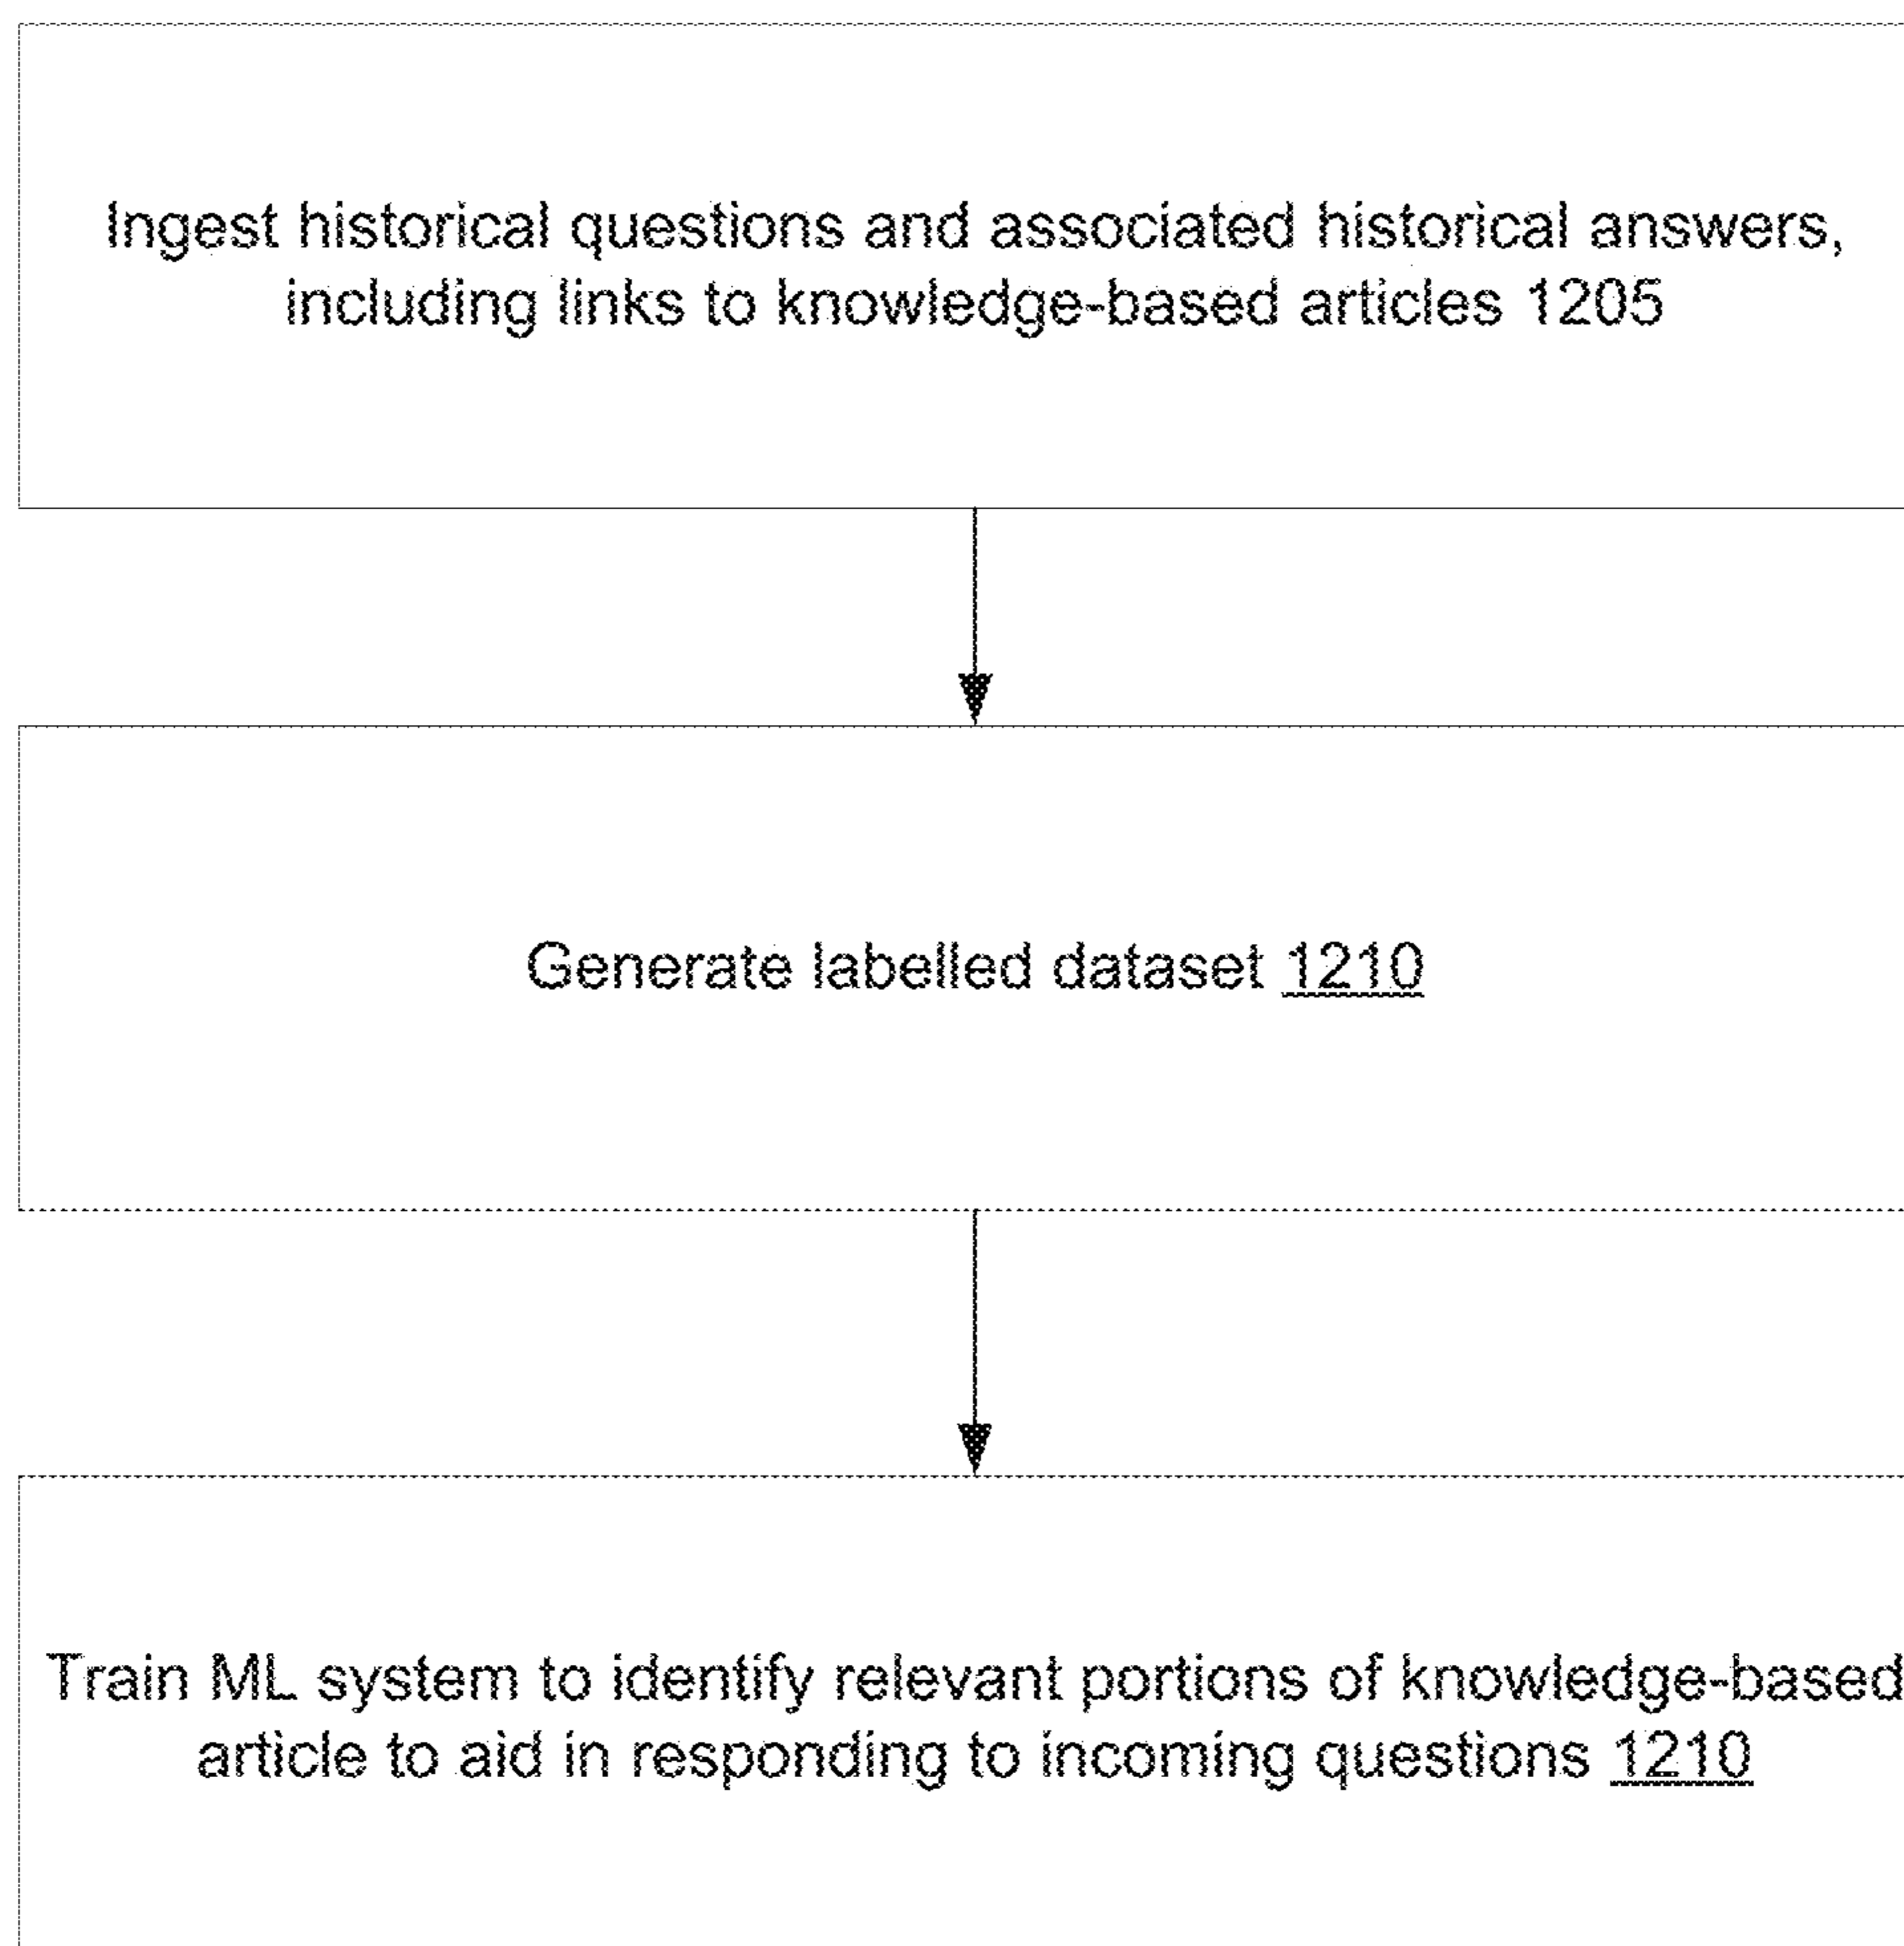 Ingest historical questions and associated historical answers,
including links to knowledge-based articles 1205
Generate labelled dataset 1210
Train ML system to identify relevant portions of knowledge-based
article to aid in responding to incoming questions 1210